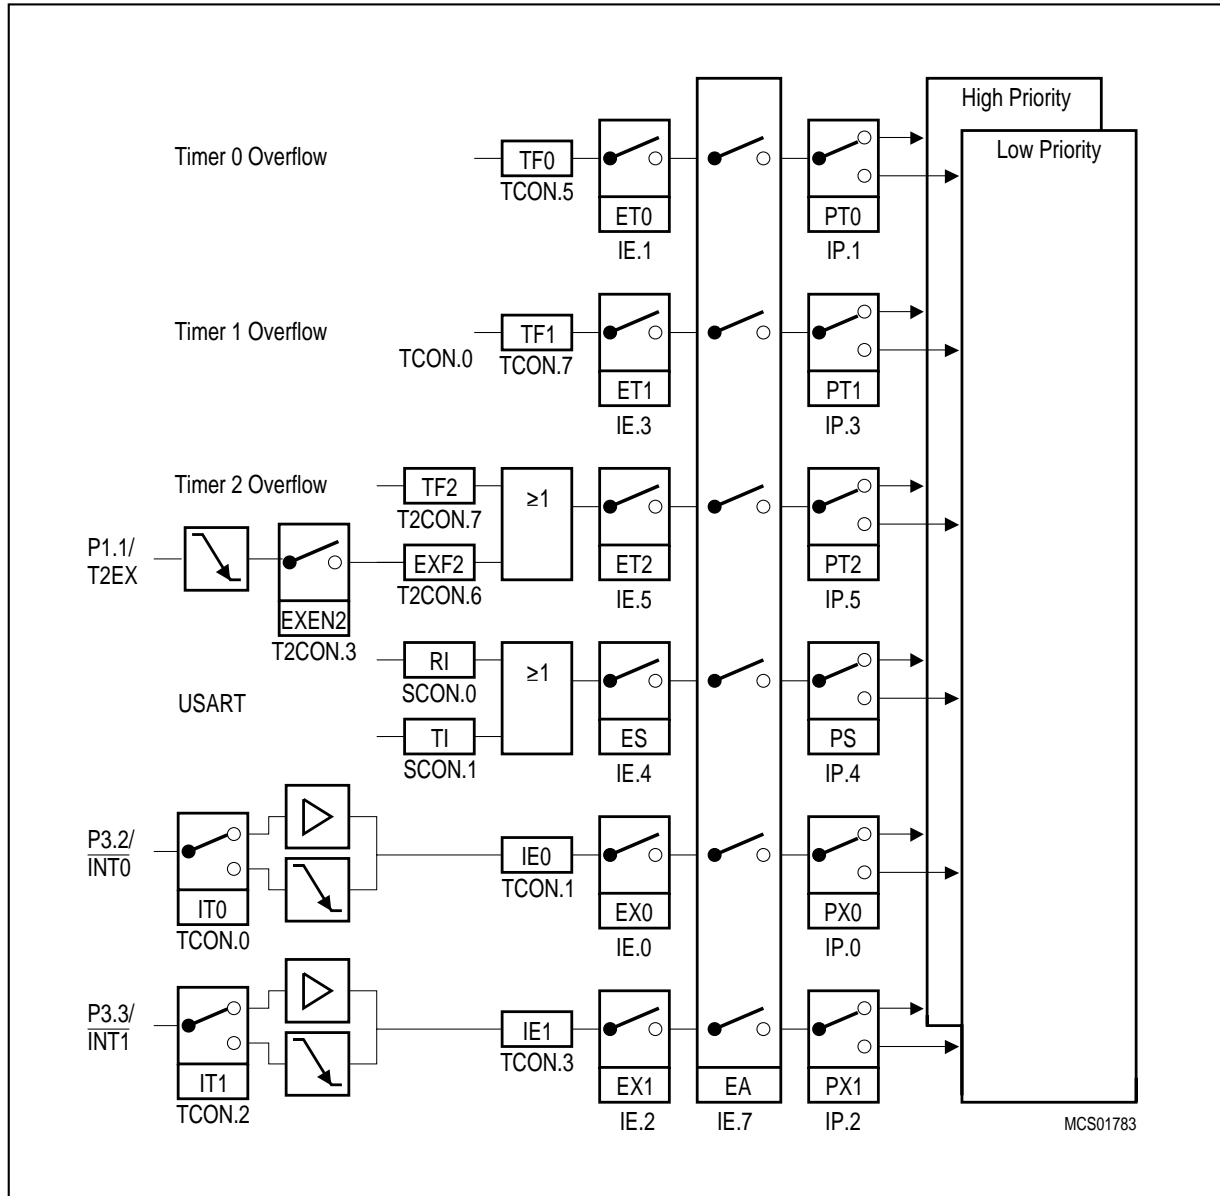 High Priority
Low Priority
Timer 0 Overflow
TF0
TCON.5
ET0
IE.1
PT0
IP.1
Timer 1 Overflow
TCON.0
TF1
TCON.7
ET1
IE.3
PT1
IP.3
Timer 2 Overflow
TF2
T2CON.7
≥1
P1.1/
T2EX
EXEN2
T2CON.3
EXF2
T2CON.6
ET2
IE.5
PT2
IP.5
USART
RI
SCON.0
≥1
TI
SCON.1
ES
IE.4
PS
IP.4
P3.2/
INT0
IT0
TCON.0
IE0
TCON.1
EX0
IE.0
PX0
IP.0
P3.3/
INT1
IT1
TCON.2
IE1
TCON.3
EX1
IE.2
EA
IE.7
PX1
IP.2
MCS01783